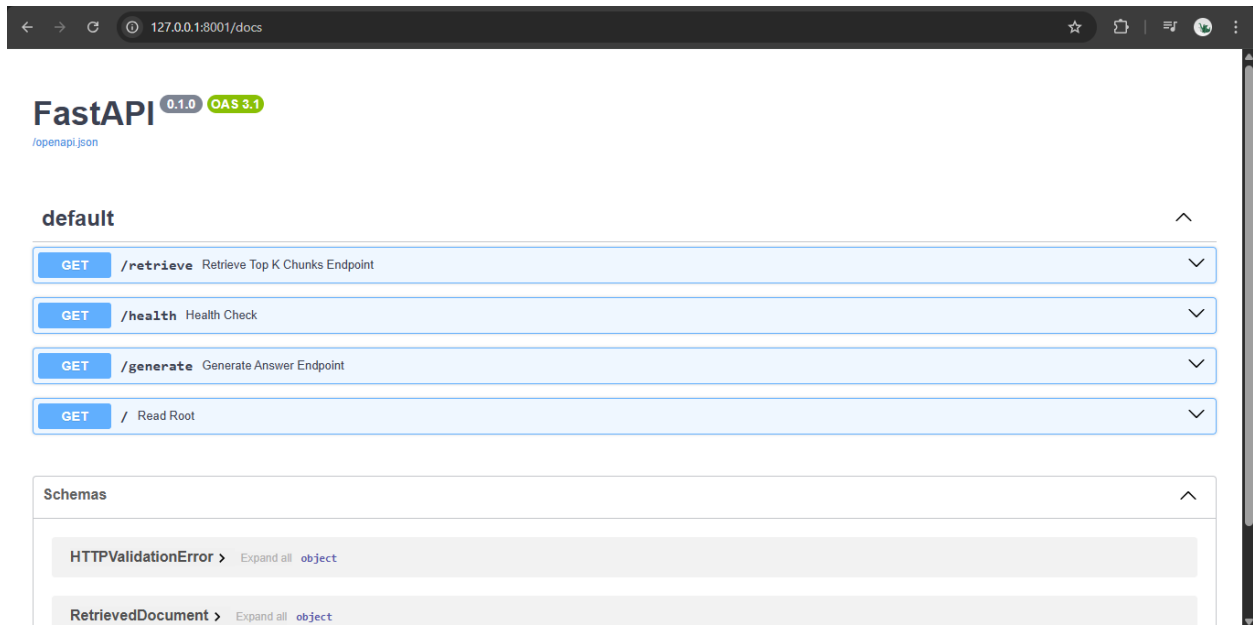 127.0.0.1:8001/docs
FastAPI 0.1.0 OAS 3.1
/openapi.json
default
GET /retrieve Retrieve Top K Chunks Endpoint
GET /health Health Check
GET /generate Generate Answer Endpoint
GET / Read Root
Schemas
HTTPValidationError Expand all object
RetrievedDocument Expand all object